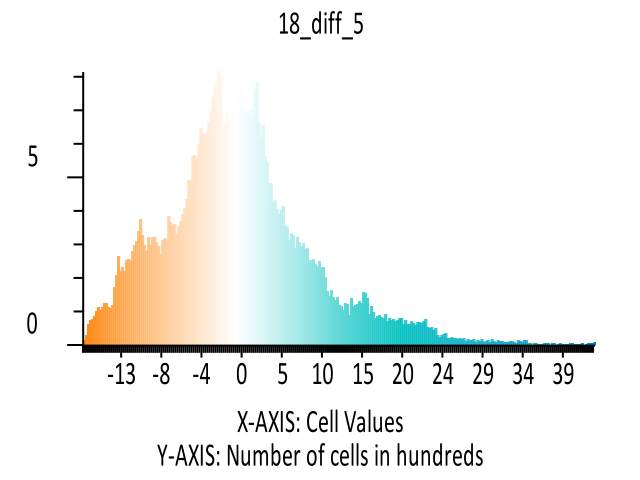 18_diff_5
5
0
-13 -8 -4 0 5 10 15 20 24 29 34 39
X-AXIS: Cell Values
Y-AXIS: Number of cells in hundreds